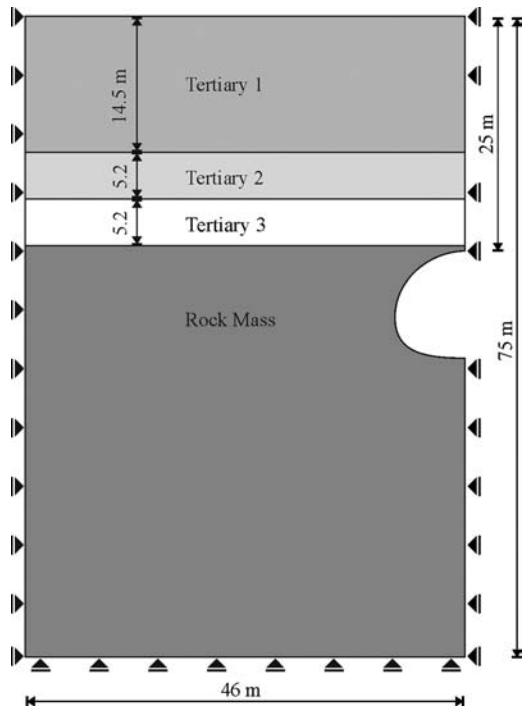 Tertiary 1
14.5 m
25 m
Tertiary 2
5.2
Tertiary 3
5.2
Rock Mass
75 m
46 m